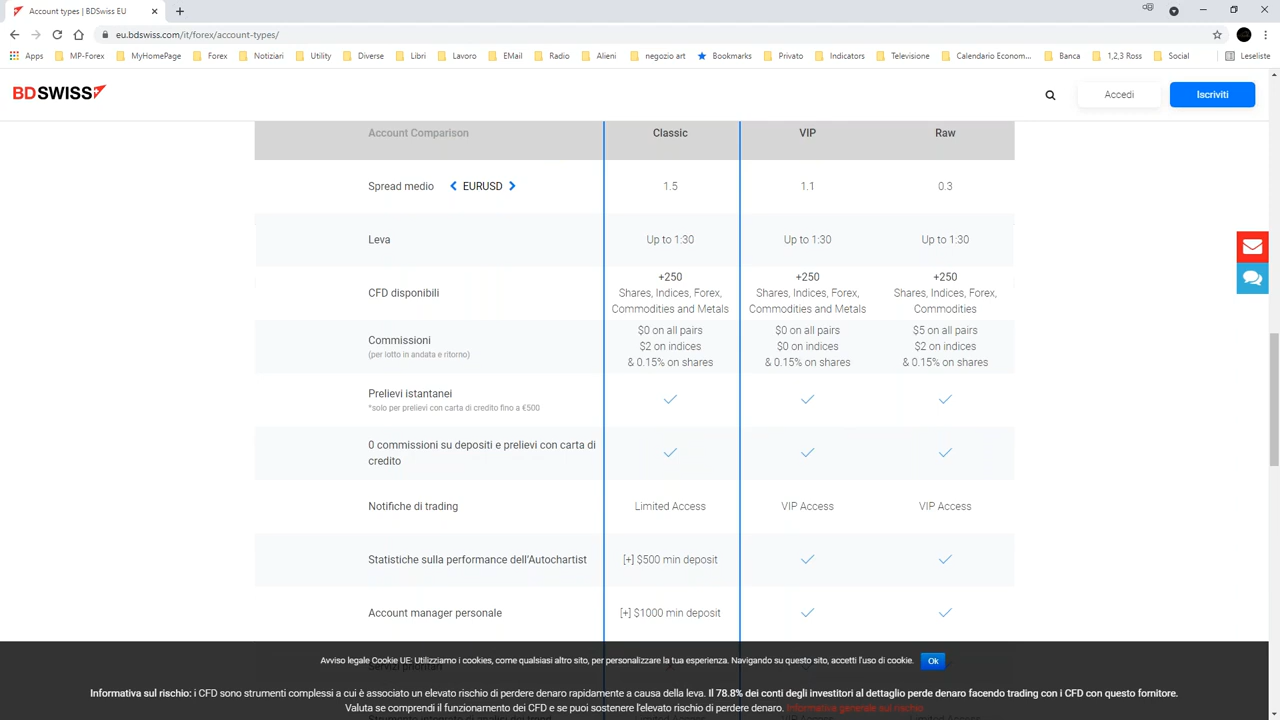 Account types | BDSwiss EU
eu.bdswiss.com/it/forex/account-types/
Apps MP-Forex MyHomePage Forex Notiziari Utility Diverse Libri Lavoro EMail Radio Alieni negozio art Bookmarks Privato Indicators Televisione Calendario Econom... Banca 1,2,3 Ross Social Leseliste
BDSWISS Accedi Iscriviti
Account Comparison Classic VIP Raw
Spread medio EURUSD 1.5 1.1 0.3
Leva Up to 1:30 Up to 1:30 Up to 1:30
+250 +250 +250
CFD disponibili Shares, Indices, Forex, Shares, Indices, Forex, Shares, Indices, Forex,
Commodities and Metals Commodities and Metals Commodities
$0 on all pairs $0 on all pairs $5 on all pairs
Commissioni $2 on indices $0 on indices $2 on indices
(per lotto in andata e ritorno) & 0.15% on shares & 0.15% on shares & 0.15% on shares
Prelievi istantanei
*solo per prelievi con carta di credito fino a €500
0 commissioni su depositi e prelievi con carta di
credito
Notifiche di trading Limited Access VIP Access VIP Access
Statistiche sulla performance dell'Autochartist [+] $500 min deposit
Account manager personale [+] $1000 min deposit
Avviso legale Cookie UE: Utilizziamo i cookies, come qualsiasi altro sito, per personalizzare la tua esperienza. Navigando su questo sito, accetti l'uso di cookie. Ok
Servizi prioritari
Informativa sul rischio: i CFD sono strumenti complessi a cui è associato un elevato rischio di perdere denaro rapidamente a causa della leva. Il 78.8% dei conti degli investitori al dettaglio perde denaro facendo trading con i CFD con questo fornitore.
Valuta se comprendi il funzionamento dei CFD e se puoi sostenere l'elevato rischio di perdere denaro. Informativa generale sul rischio